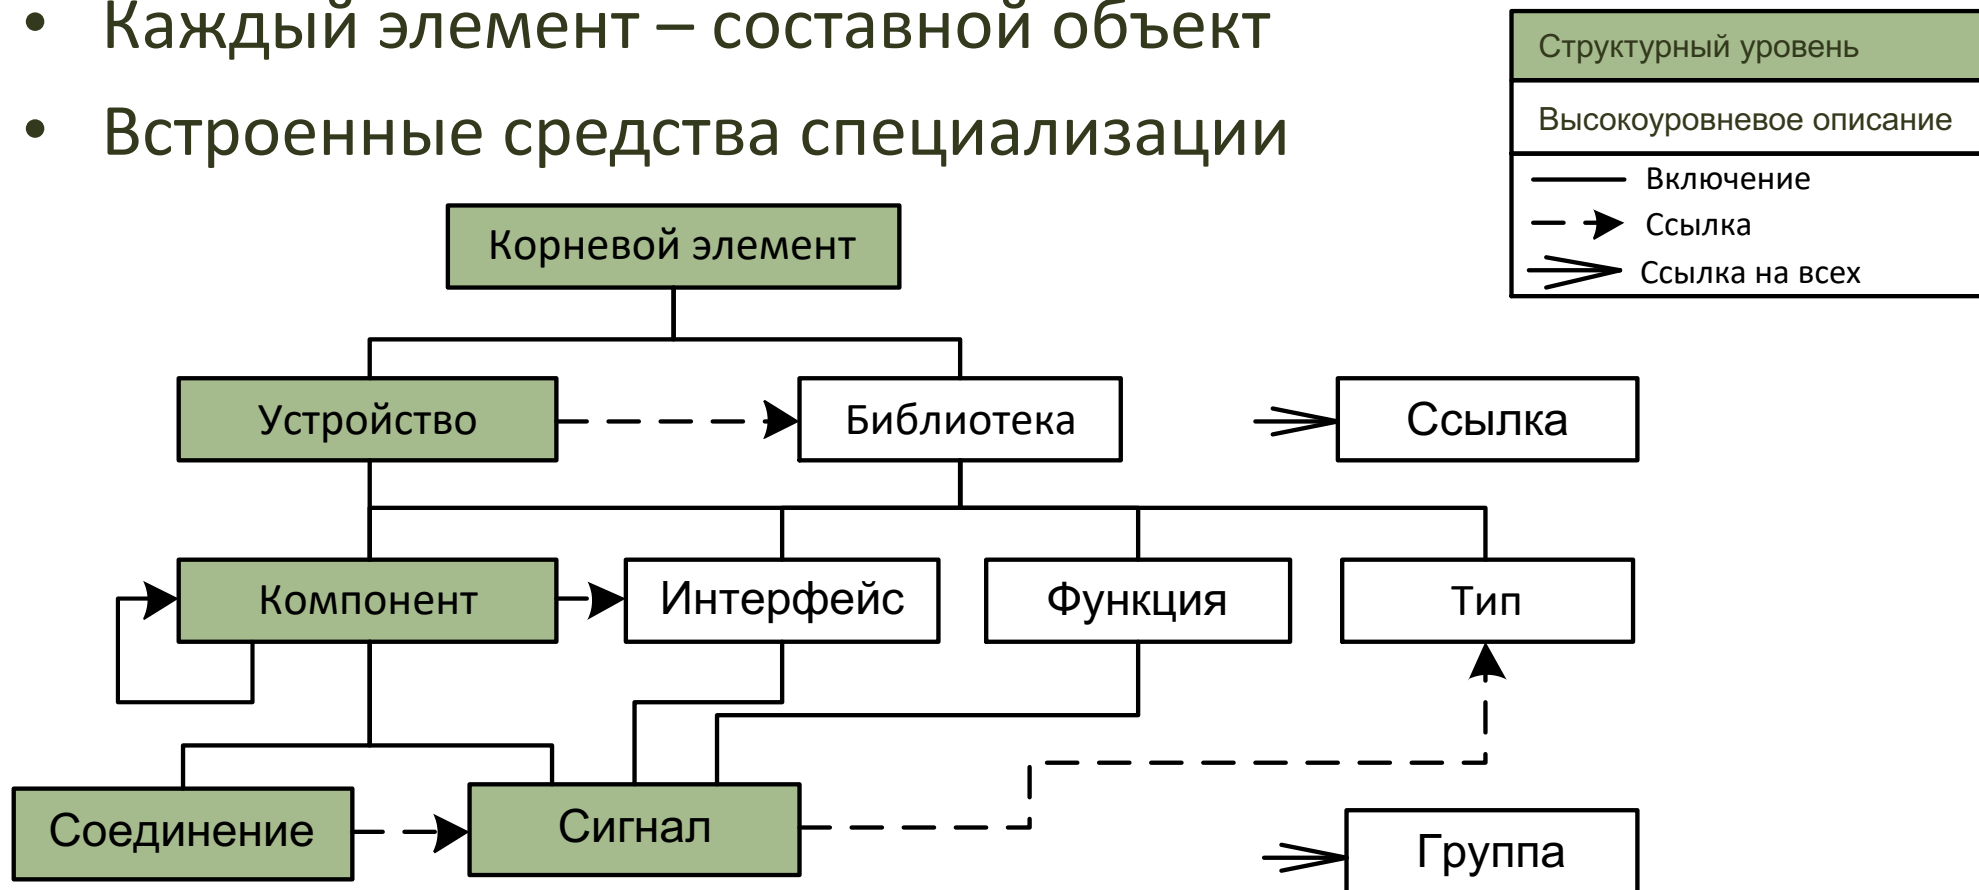 • Каждый элемент – составной объект
• Встроенные средства специализации
Структурный уровень
Высокоуровневое описание
Включение
Ссылка
Ссылка на всех
Корневой элемент
Устройство
Библиотека
Ссылка
Компонент
Интерфейс
Функция
Тип
Соединение
Сигнал
Группа